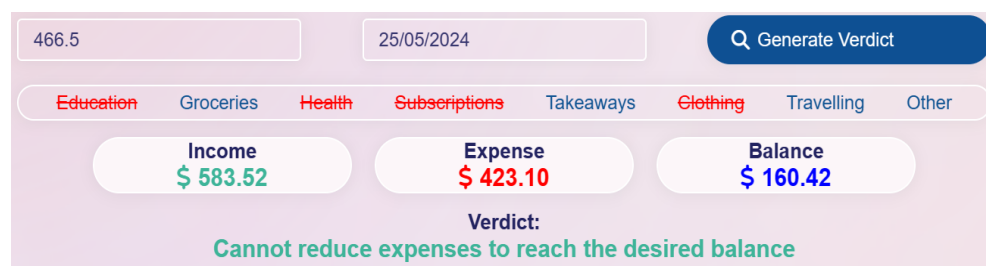 466.5 25/05/2024 Generate Verdict
Education Groceries Health Subscriptions Takeaways Clothing Travelling Other
Income Expense Balance
$ 583.52 $ 423.10 $ 160.42
Verdict:
Cannot reduce expenses to reach the desired balance